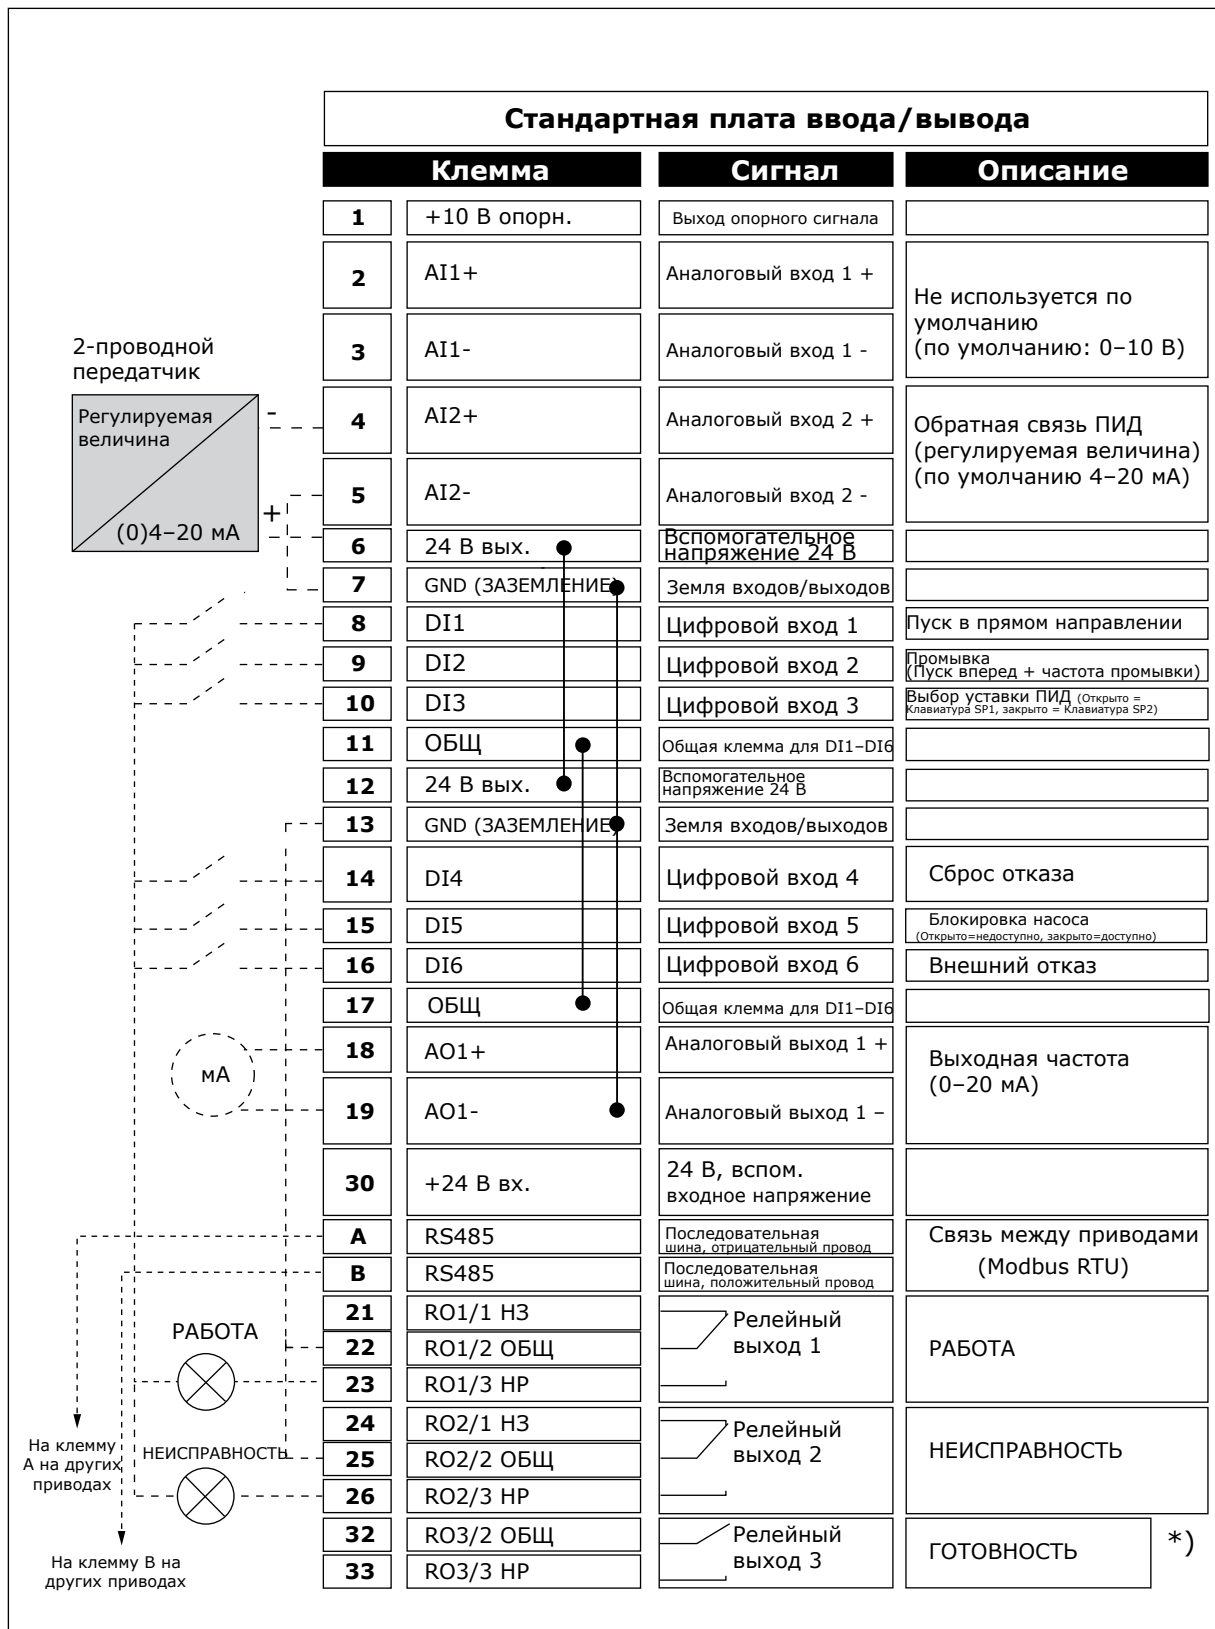 Стандартная плата ввода/вывода
Клемма Сигнал Описание
1 +10 В опорн. Выход опорного сигнала
2 AI1+ Аналоговый вход 1 +
Не используется по
умолчанию
(по умолчанию: 0–10 В)
3 AI1- Аналоговый вход 1 -
2-проводной
передатчик
Регулируемая
величина
(0)4–20 мА
-
+
4 AI2+ Аналоговый вход 2 +
Обратная связь ПИД
(регулируемая величина)
(по умолчанию 4–20 мА)
5 AI2- Аналоговый вход 2 -
6 24 В вых. Вспомогательное
напряжение 24 В
7 GND (ЗАЗЕМЛЕНИЕ) Земля входов/выходов
8 DI1 Цифровой вход 1 Пуск в прямом направлении
9 DI2 Цифровой вход 2 Промывка
(Пуск вперед + частота промывки)
10 DI3 Цифровой вход 3 Выбор уставки ПИД (Открыто =
Клавиатура SP1, закрыто = Клавиатура SP2)
11 ОБЩ Общая клемма для DI1–DI6
12 24 В вых. Вспомогательное
напряжение 24 В
13 GND (ЗАЗЕМЛЕНИЕ) Земля входов/выходов
14 DI4 Цифровой вход 4 Сброс отказа
15 DI5 Цифровой вход 5 Блокировка насоса
(Открыто=недоступно, закрыто=доступно)
16 DI6 Цифровой вход 6 Внешний отказ
17 ОБЩ Общая клемма для DI1–DI6
18 AO1+ Аналоговый выход 1 +
Выходная частота
(0–20 мА)
мА
19 AO1- Аналоговый выход 1 –
30 +24 В вх. 24 В, вспом.
входное напряжение
A RS485 Последовательная
шина, отрицательный провод
Связь между приводами
(Modbus RTU)
B RS485 Последовательная
шина, положительный провод
21 RO1/1 НЗ
22 RO1/2 ОБЩ
23 RO1/3 НР
Релейный
выход 1
РАБОТА
РАБОТА
24 RO2/1 НЗ
25 RO2/2 ОБЩ
26 RO2/3 НР
Релейный
выход 2
НЕИСПРАВНОСТЬ
На клемму
А на других
приводах
НЕИСПРАВНОСТЬ
32 RO3/2 ОБЩ
33 RO3/3 НР
Релейный
выход 3
ГОТОВНОСТЬ
*)
На клемму В на
других приводах